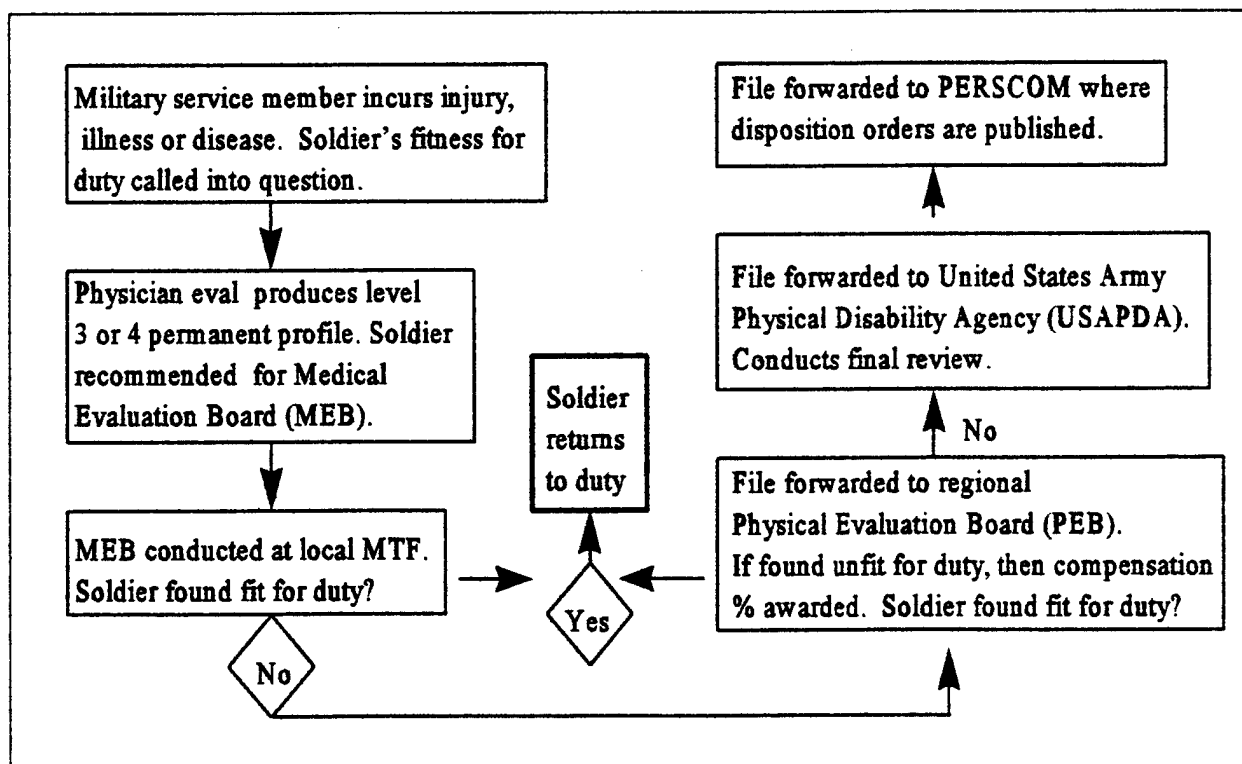 Military service member incurs injury,
illness or disease. Soldier's fitness for
duty called into question.
Physician eval produces level
3 or 4 permanent profile. Soldier
recommended for Medical
Evaluation Board (MEB).
MEB conducted at local MTF.
Soldier found fit for duty?
No
Yes
Soldier
returns
to duty
File forwarded to regional
Physical Evaluation Board (PEB).
If found unfit for duty, then compensation
% awarded. Soldier found fit for duty?
No
File forwarded to United States Army
Physical Disability Agency (USAPDA).
Conducts final review.
File forwarded to PERSCOM where
disposition orders are published.